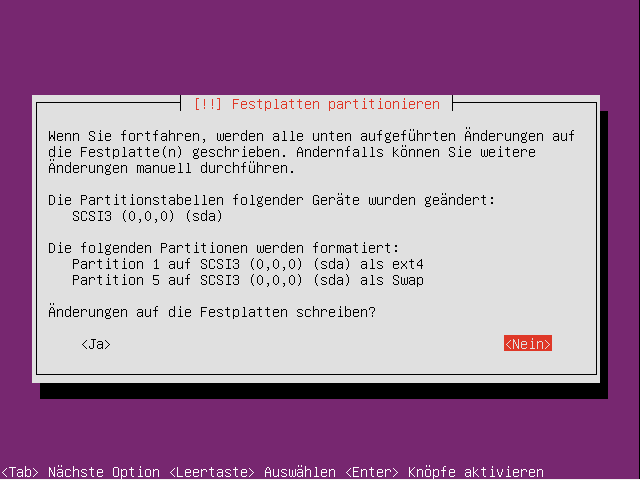 [!!] Festplatten partitionieren
Wenn Sie fortfahren, werden alle unten aufgeführten Änderungen auf
die Festplatte(n) geschrieben. Andernfalls können Sie weitere
Änderungen manuell durchführen.
Die Partitionstabellen folgender Geräte wurden geändert:
SCSI3 (0,0,0) (sda)
Die folgenden Partitionen werden formatiert:
Partition 1 auf SCSI3 (0,0,0) (sda) als ext4
Partition 5 auf SCSI3 (0,0,0) (sda) als Swap
Änderungen auf die Festplatten schreiben?
<Ja> <Nein>
<Tab> Nächste Option <Leertaste> Auswählen <Enter> Knöpfe aktivieren